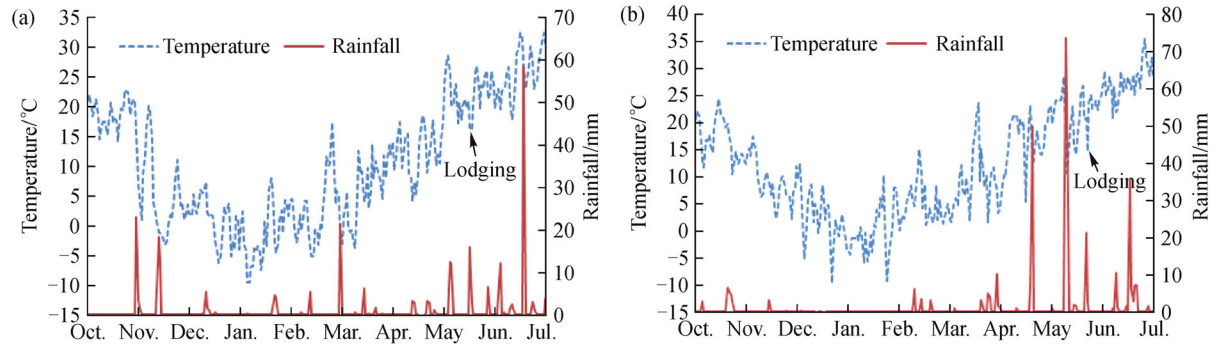 (a)
Temperature
Rainfall
Temperature/°C
35
30
25
20
15
10
5
0
−5
−10
−15
Rainfall/mm
70
60
50
40
30
20
10
0
Lodging
Oct. Nov. Dec. Jan. Feb. Mar. Apr. May Jun. Jul.
(b)
Temperature
Rainfall
Temperature/°C
40
35
30
25
20
15
10
5
0
−5
−10
−15
Rainfall/mm
80
70
60
50
40
30
20
10
0
Lodging
Oct. Nov. Dec. Jan. Feb. Mar. Apr. May Jun. Jul.